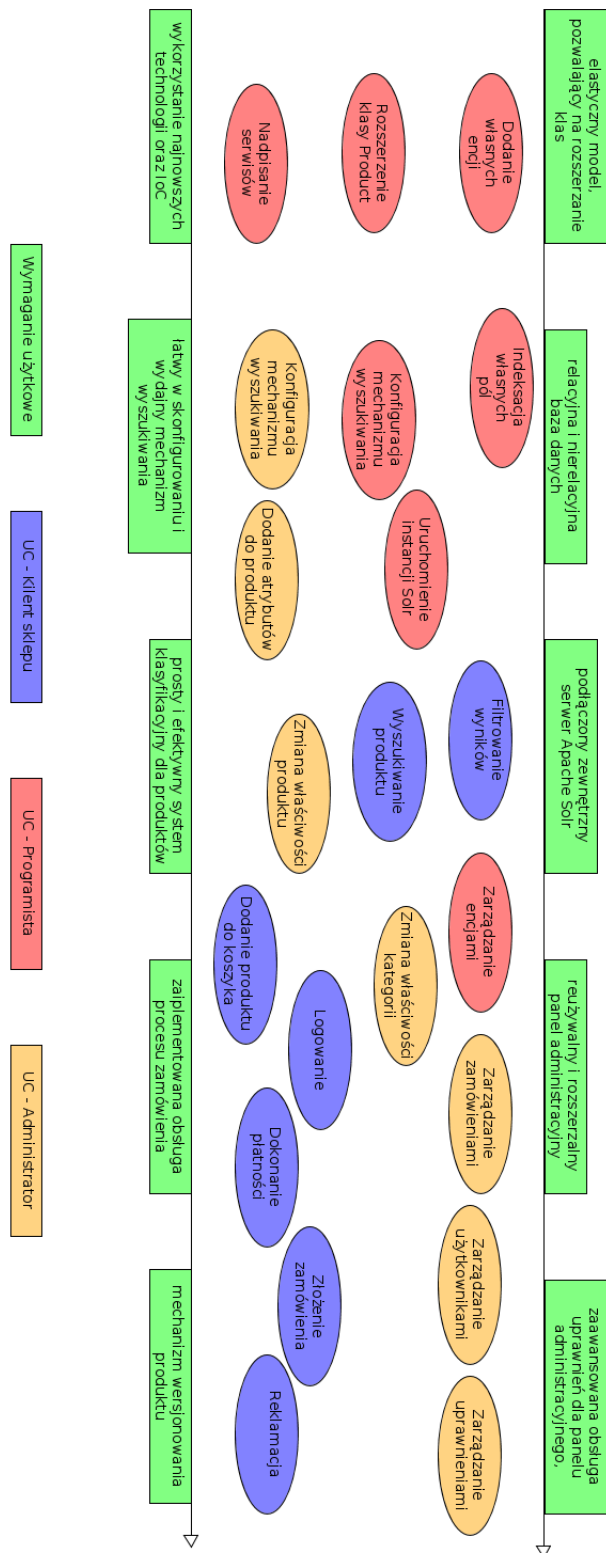 elastyczny model,
pozwalający na rozszerzanie
klas
relacyjna i nierelacyjna
baza danych
podłączony zewnętrzny
serwer Apache Solr
reużywalny i rozszerzalny
panel administracyjny
zaawansowana obsługa
uprawnień dla panelu
administracyjnego,
Dodanie
własnych
encji
Indeksacja
własnych
pól
Filtrowanie
wyników
Zarządzanie
encjami
Zarządzanie
zamówieniami
Zarządzanie
użytkownikami
Zarządzanie
uprawnieniami
Rozszerzenie
klasy Product
Konfiguracja
mechanizmu
wyszukiwania
Uruchomienie
instancji Solr
Wyszukiwanie
produktu
Zmiana właściwości
kategorii
Nadpisanie
serwisów
Konfiguracja
mechanizmu
wyszukiwania
Dodanie atrybutów
do produktu
Zmiana właściwości
produktu
Dodanie produktu
do koszyka
Logowanie
Dokonanie
płatności
Złożenie
zamówienia
Reklamacja
wykorzystanie najnowszych
technologi oraz IoC
łatwy w skonfigurowaniu i
wydajny mechanizm
wyszukiwania
prosty i efektywny system
klasyfikacyjny dla produktów
zaiplementowana obsługa
procesu zamówienia
mechanizm wersjonowania
produktu
Wymaganie użytkowe
UC - Kilent sklepu
UC - Programista
UC - Administrator